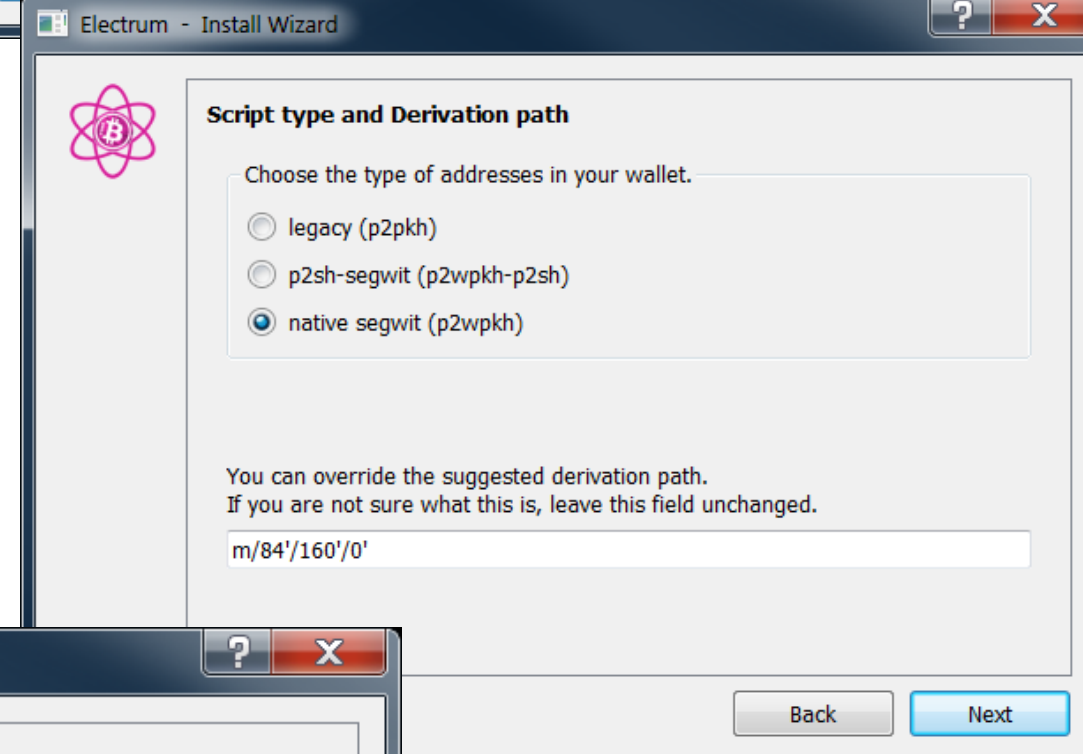 Electrum - Install Wizard
Script type and Derivation path
Choose the type of addresses in your wallet.
legacy (p2pkh)
p2sh-segwit (p2wpkh-p2sh)
native segwit (p2wpkh)
You can override the suggested derivation path.
If you are not sure what this is, leave this field unchanged.
m/84'/160'/0'
Back
Next